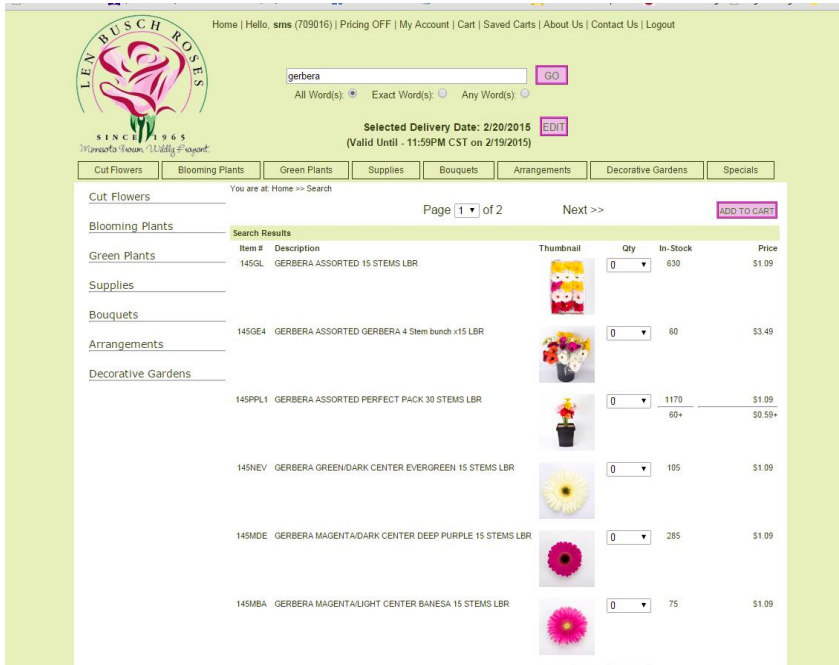 LEN BUSCH ROSES
SINCE 1965
Minnesota Grown. Wildly Fragrant.
Home | Hello, sms (709016) | Pricing OFF | My Account | Cart | Saved Carts | About Us | Contact Us | Logout
gerbera GO
All Word(s): Exact Word(s): Any Word(s):
Selected Delivery Date: 2/20/2015 EDIT
(Valid Until - 11:59PM CST on 2/19/2015)
Cut Flowers Blooming Plants Green Plants Supplies Bouquets Arrangements Decorative Gardens Specials
Cut Flowers
Blooming Plants
Green Plants
Supplies
Bouquets
Arrangements
Decorative Gardens
You are at: Home >> Search
Page 1 of 2 Next >> ADD TO CART
Search Results
Item # Description Thumbnail Qty In-Stock Price
145GL GERBERA ASSORTED 15 STEMS LBR 0 630 $1.09
145GE4 GERBERA ASSORTED GERBERA 4 Stem bunch x15 LBR 0 60 $3.49
145PPL1 GERBERA ASSORTED PERFECT PACK 30 STEMS LBR 0 1170 $1.09
60+ $0.59+
145NEV GERBERA GREEN/DARK CENTER EVERGREEN 15 STEMS LBR 0 105 $1.09
145MDE GERBERA MAGENTA/DARK CENTER DEEP PURPLE 15 STEMS LBR 0 285 $1.09
145MBA GERBERA MAGENTA/LIGHT CENTER BANESA 15 STEMS LBR 0 75 $1.09